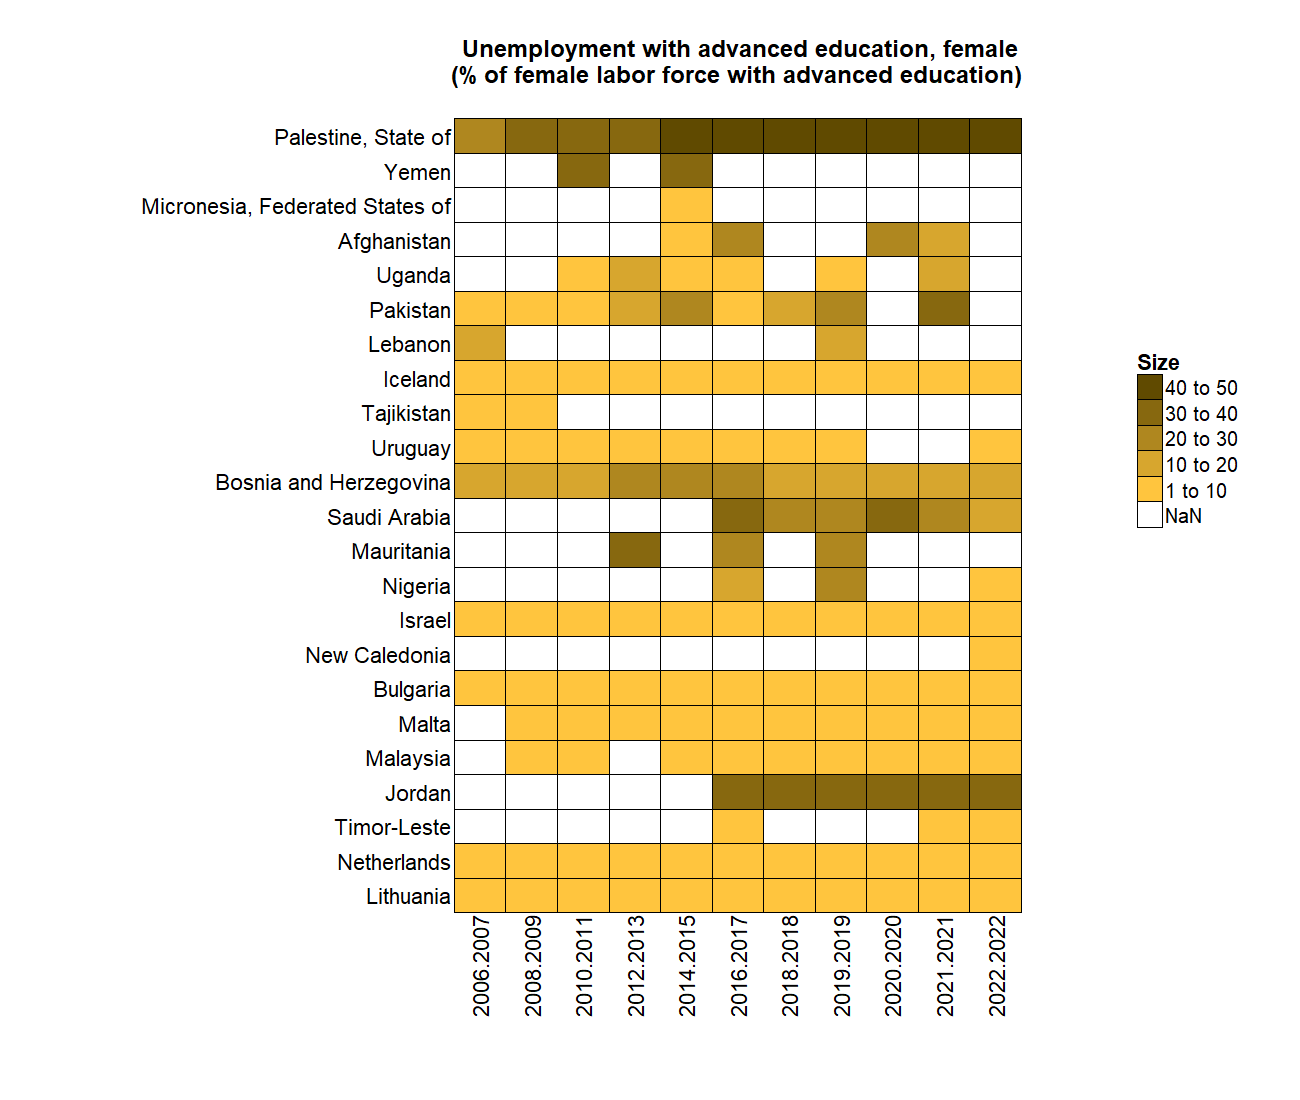 Unemployment with advanced education, female
(% of female labor force with advanced education)
Palestine, State of
Yemen
Micronesia, Federated States of
Afghanistan
Uganda
Pakistan
Lebanon
Iceland
Tajikistan
Uruguay
Bosnia and Herzegovina
Saudi Arabia
Mauritania
Nigeria
Israel
New Caledonia
Bulgaria
Malta
Malaysia
Jordan
Timor-Leste
Netherlands
Lithuania
2006.2007
2008.2009
2010.2011
2012.2013
2014.2015
2016.2017
2018.2018
2019.2019
2020.2020
2021.2021
2022.2022
Size
40 to 50
30 to 40
20 to 30
10 to 20
1 to 10
NaN